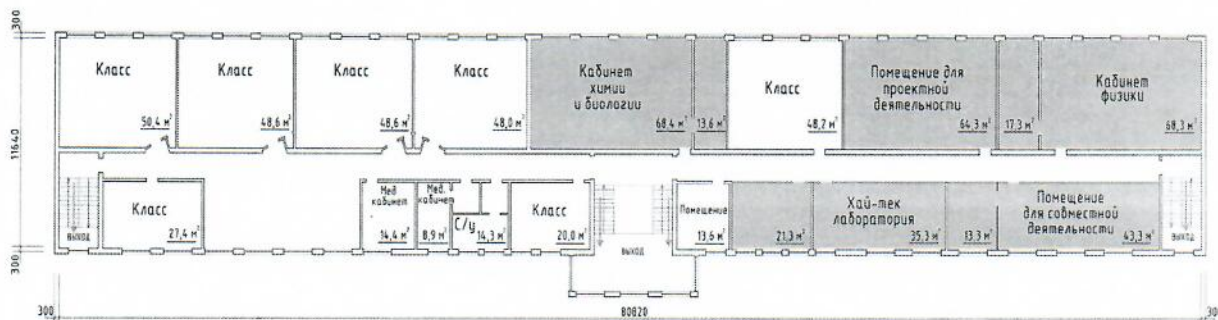 300
Класс
50,4 м²
Класс
48,6 м²
Класс
48,6 м²
Класс
48,0 м²
Кабинет
химии
и биологии
68,4 м²
13,6 м²
Класс
48,2 м²
Помещение для
проектной
деятельности
64,3 м²
17,3 м²
Кабинет
физики
68,3 м²
11640
ВЫХОД
Класс
27,4 м²
Мед
кабинет
14,4 м²
Мед.
кабинет
8,9 м²
С/у
14,3 м²
Класс
20,0 м²
ВЫХОД
Помещение
13,6 м²
21,3 м²
Хай-тек
лаборатория
35,3 м²
13,3 м²
Помещение
для совместной
деятельности
43,3 м²
ВЫХОД
300
300
80820
30